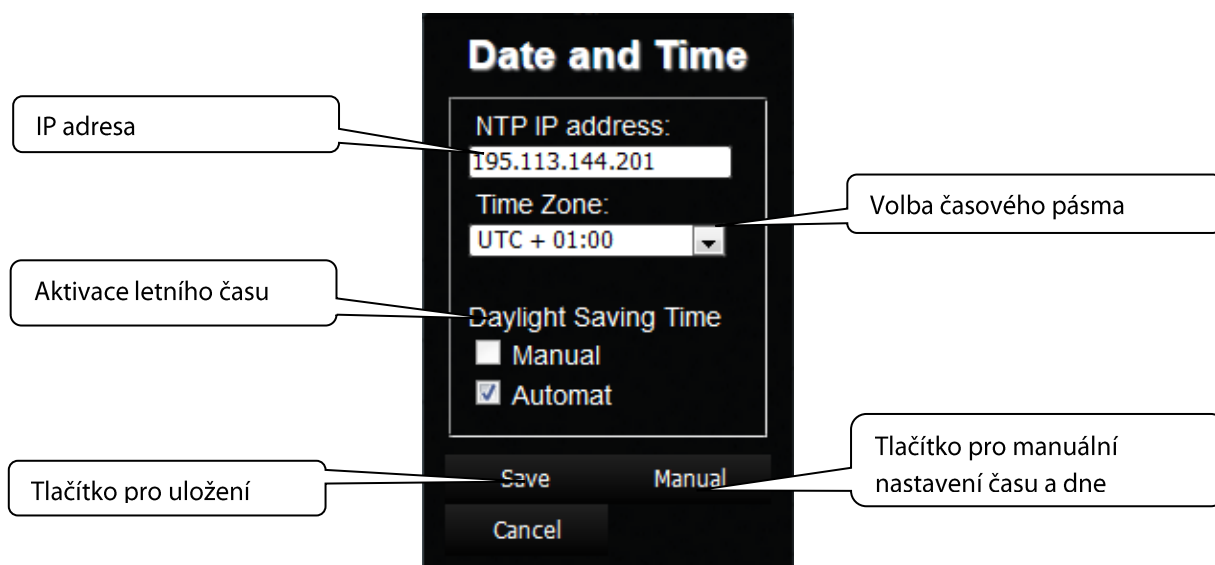 Date and Time
IP adresa
NTP IP address:
195.113.144.201
Time Zone:
Volba časového pásma
UTC + 01:00
Aktivace letního času
Daylight Saving Time
Manual
Automat
Tlačítko pro manuální
nastavení času a dne
Tlačítko pro uložení
Save
Manual
Cancel